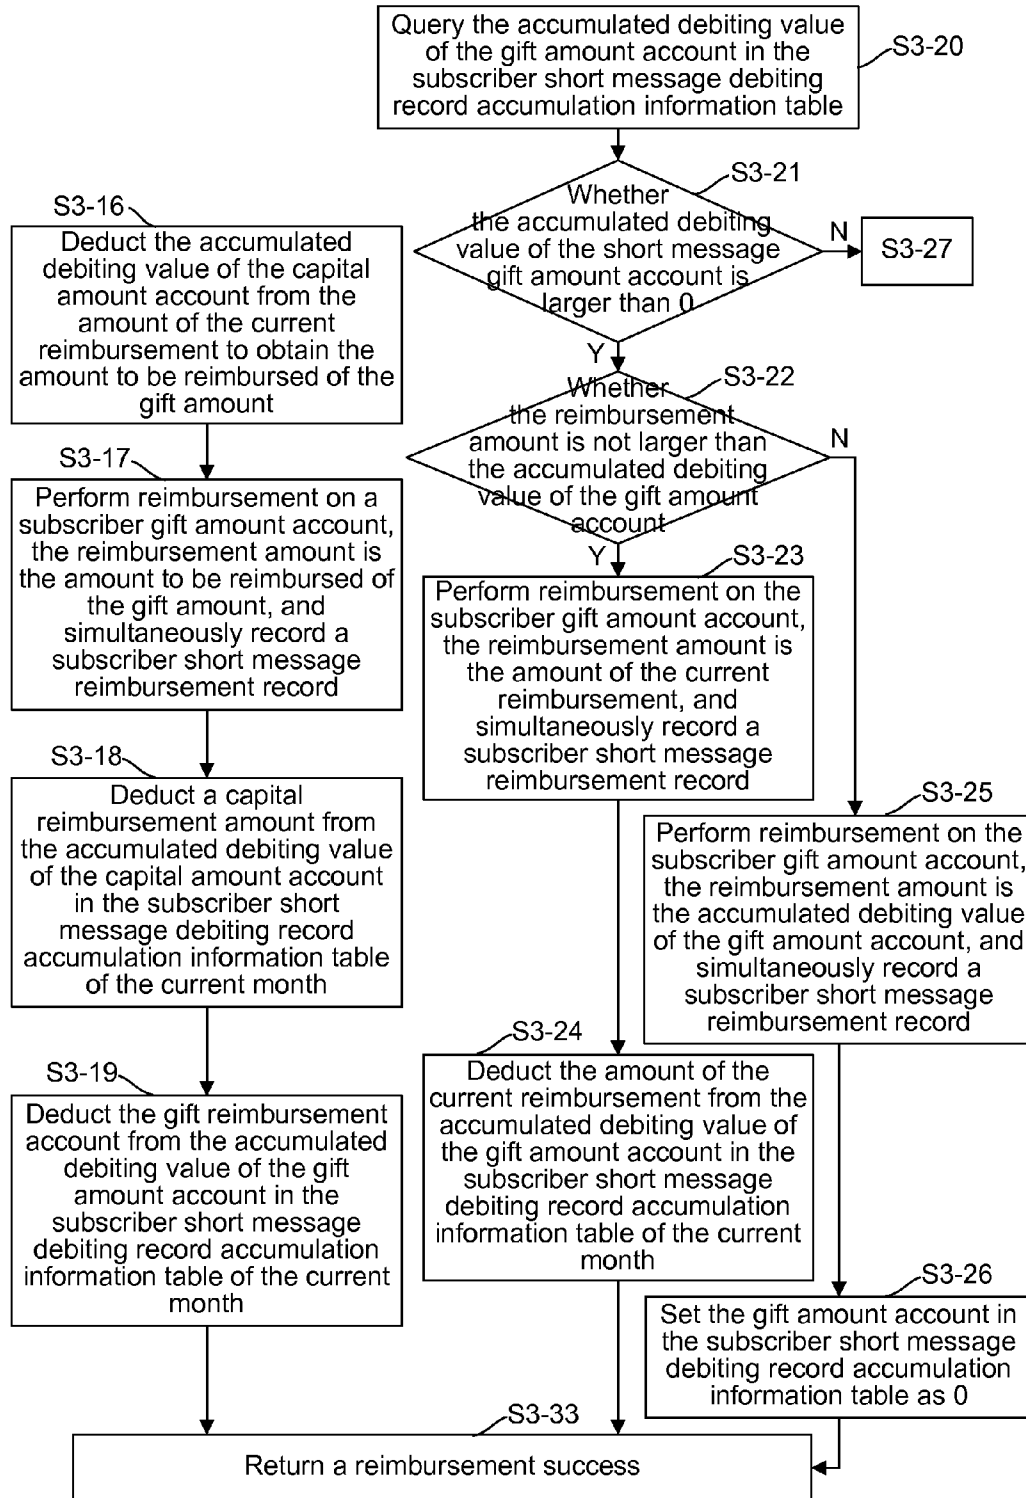 Query the accumulated debiting value
of the gift amount account in the
subscriber short message debiting
record accumulation information table
S3-20
S3-21
Whether
the accumulated debiting
value of the short message
gift amount account is
larger than 0
N
S3-27
Y
S3-22
Whether
the reimbursement
amount is not larger than
the accumulated debiting
value of the gift amount
account
N
Y
S3-16
Deduct the accumulated
debiting value of the capital
amount account from the
amount of the current
reimbursement to obtain the
amount to be reimbursed of the
gift amount
S3-17
Perform reimbursement on a
subscriber gift amount account,
the reimbursement amount is
the amount to be reimbursed of
the gift amount, and
simultaneously record a
subscriber short message
reimbursement record
S3-18
Deduct a capital
reimbursement amount from
the accumulated debiting value
of the capital amount account
in the subscriber short
message debiting record
accumulation information table
of the current month
S3-19
Deduct the gift reimbursement
account from the accumulated
debiting value of the gift
amount account in the
subscriber short message
debiting record accumulation
information table of the current
month
S3-23
Perform reimbursement on the
subscriber gift amount account,
the reimbursement amount is
the amount of the current
reimbursement, and
simultaneously record a
subscriber short message
reimbursement record
S3-24
Deduct the amount of the
current reimbursement from the
accumulated debiting value of
the gift amount account in the
subscriber short message
debiting record accumulation
information table of the current
month
S3-25
Perform reimbursement on the
subscriber gift amount account,
the reimbursement amount is
the accumulated debiting value
of the gift amount account, and
simultaneously record a
subscriber short message
reimbursement record
S3-26
Set the gift amount account in
the subscriber short message
debiting record accumulation
information table as 0
S3-33
Return a reimbursement success